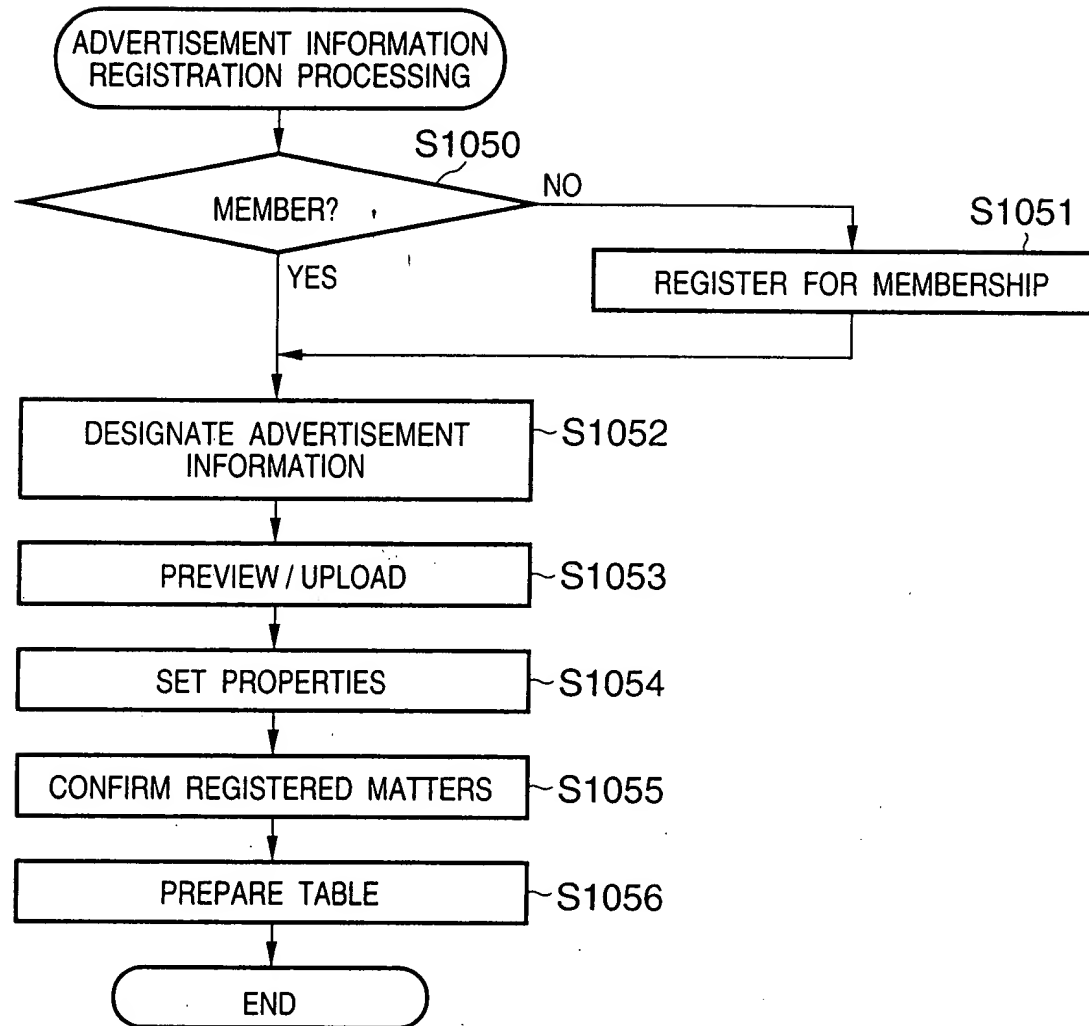 ADVERTISEMENT INFORMATION
REGISTRATION PROCESSING
S1050
MEMBER?
NO
S1051
REGISTER FOR MEMBERSHIP
YES
DESIGNATE ADVERTISEMENT
INFORMATION
S1052
PREVIEW / UPLOAD
S1053
SET PROPERTIES
S1054
CONFIRM REGISTERED MATTERS
S1055
PREPARE TABLE
S1056
END